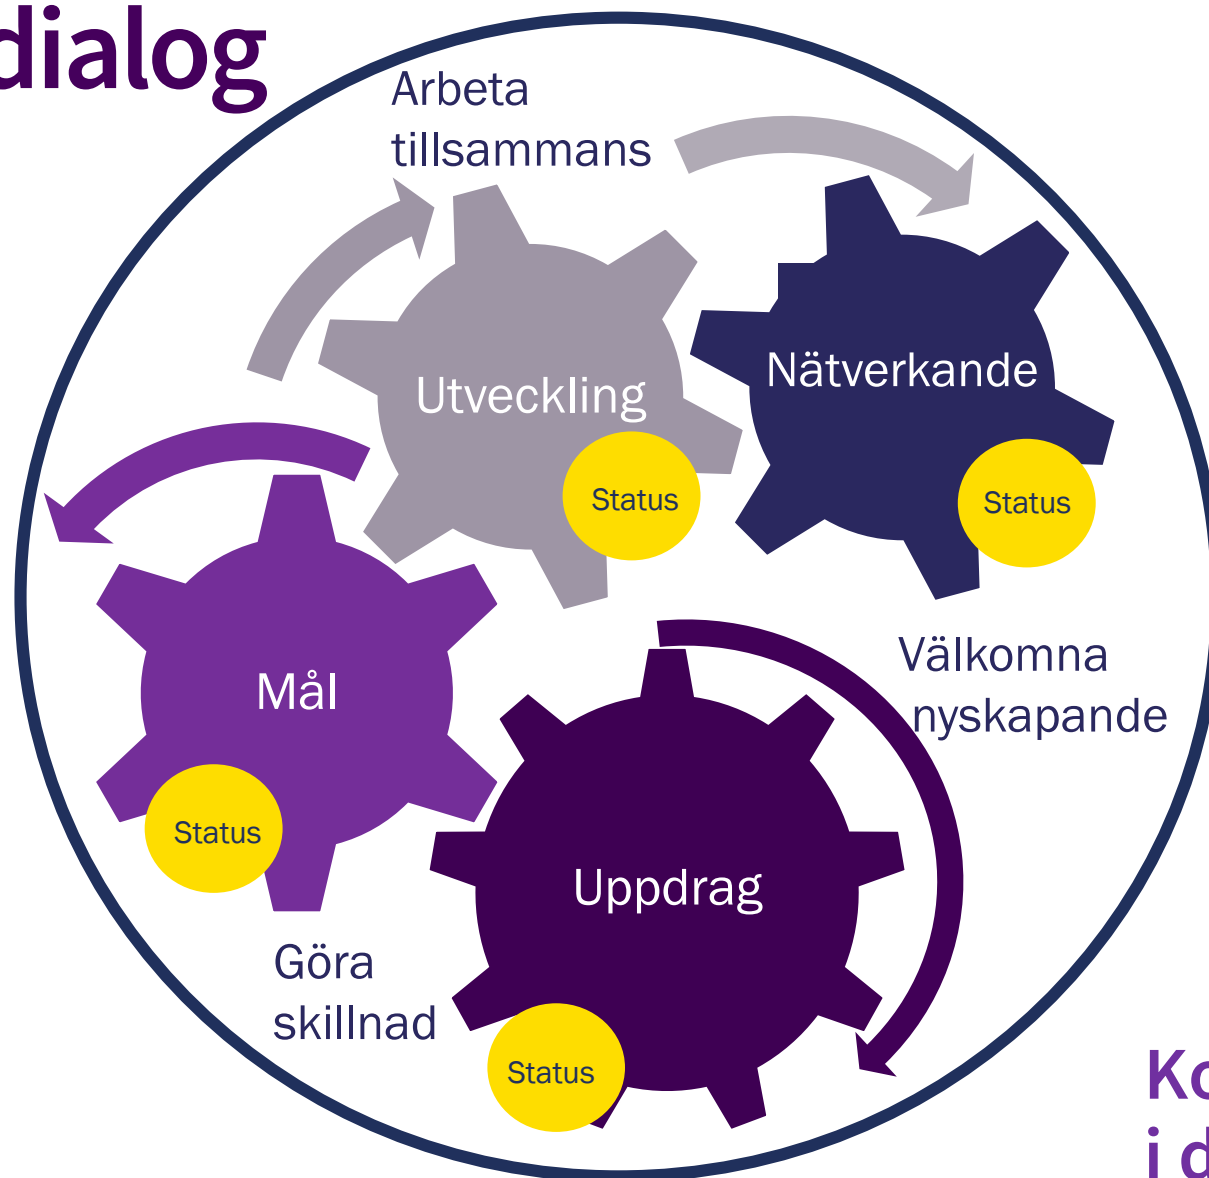 dialog
Arbeta
tillsammans
Utveckling
Nätverkande
Status
Status
Mål
Välkomna
nyskapande
Status
Uppdrag
Göra
skillnad
Status